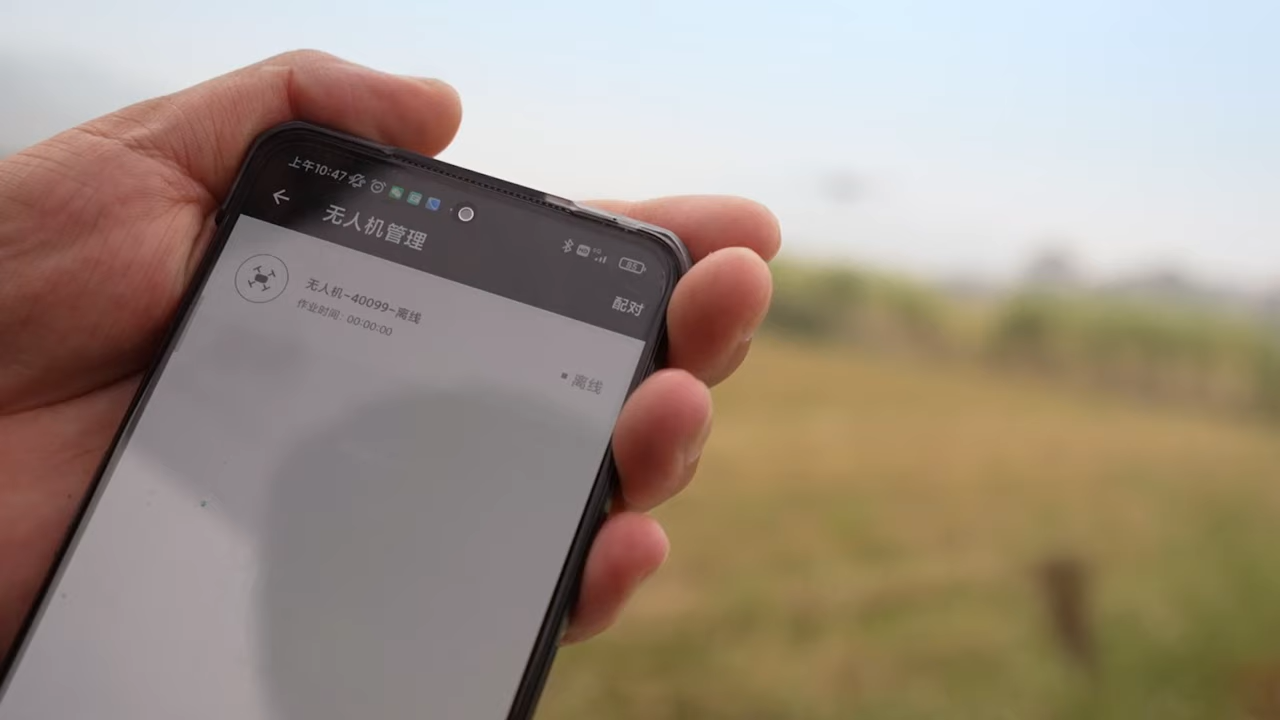 上午10:47
无人机管理
85
配对
无人机-40099-离线
作业时间：00:00:00
离线